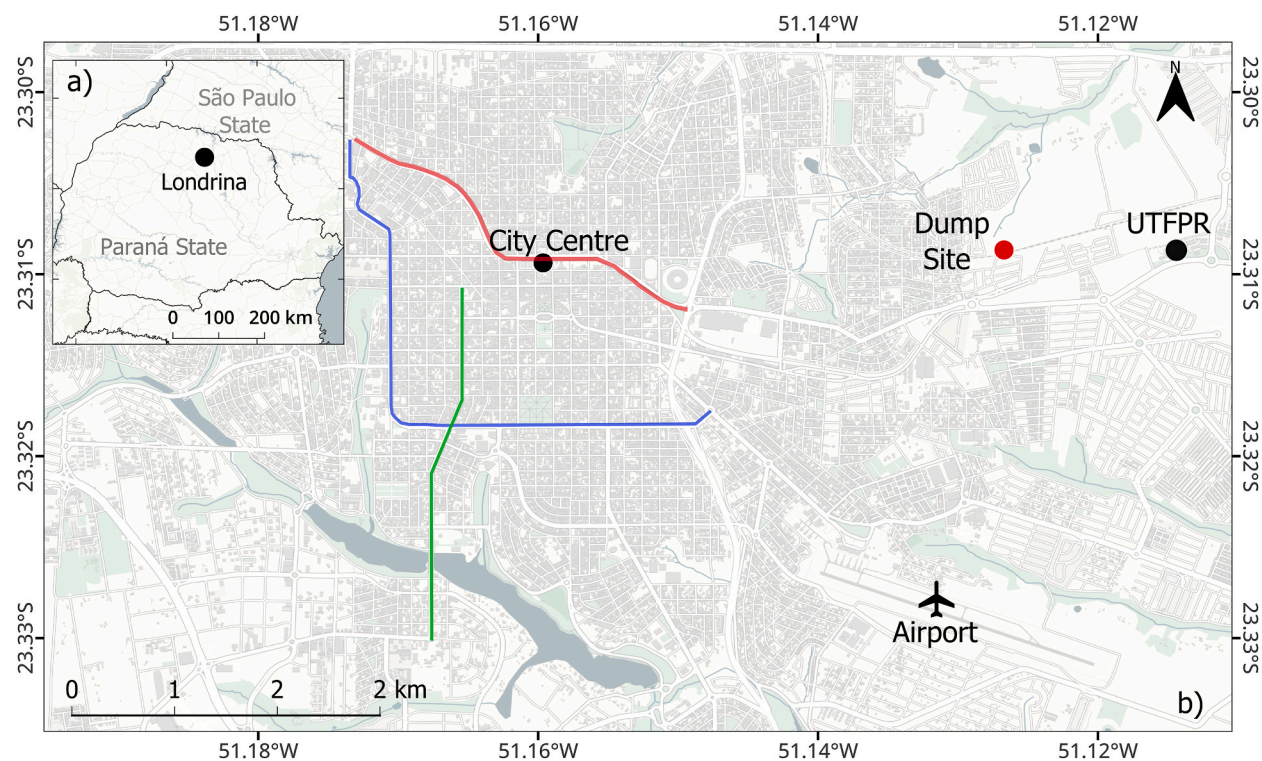 51.18°W 51.16°W 51.14°W 51.12°W
23.30°S
23.30°S
a)
São Paulo
State
Londrina
Paraná State
0 100 200 km
N
Dump
Site
UTFPR
City Centre
23.31°S
23.31°S
23.32°S
23.32°S
Airport
23.33°S
23.33°S
0 1 2 2 km
b)
51.18°W 51.16°W 51.14°W 51.12°W